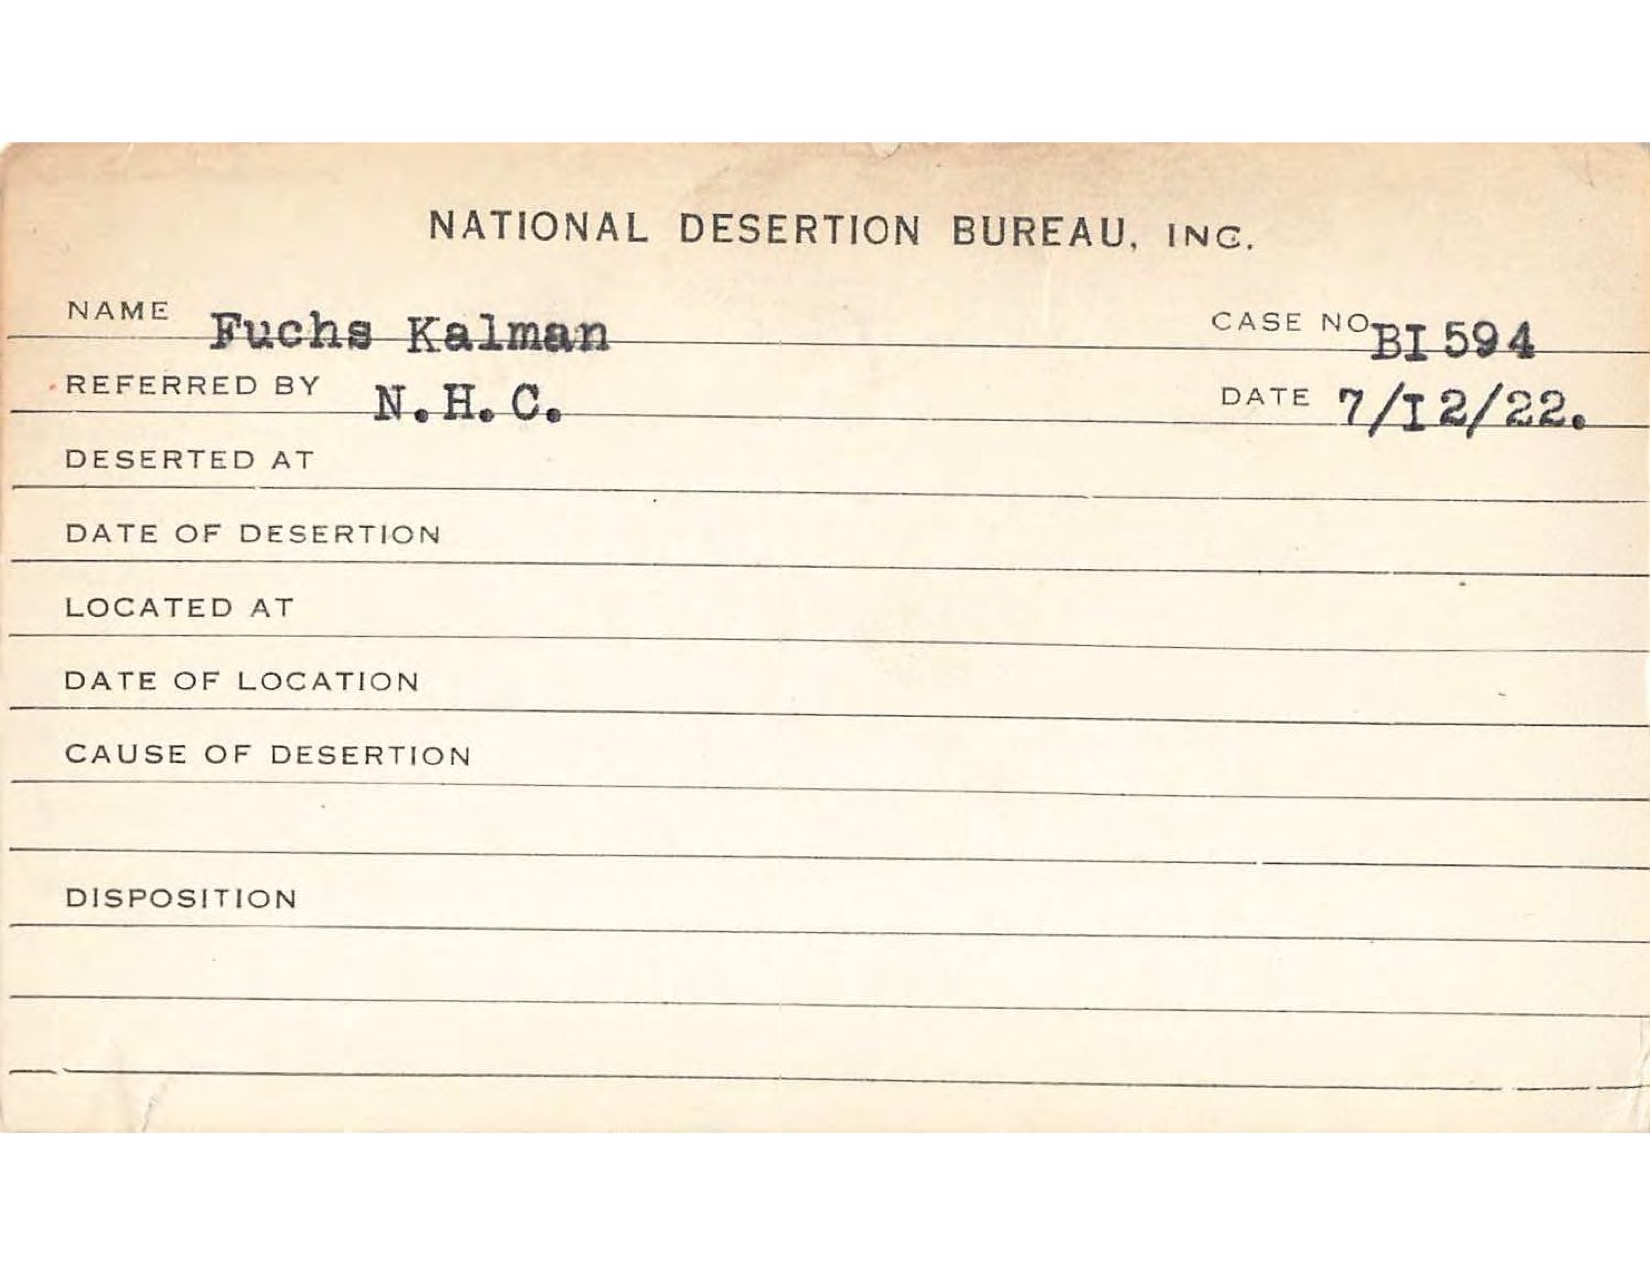 NATIONAL DESERTION BUREAU, INC.
NAME Fuchs Kalman CASE NO. BI 594
REFERRED BY N.H.C. DATE 7/I2/22.
DESERTED AT
DATE OF DESERTION
LOCATED AT
DATE OF LOCATION
CAUSE OF DESERTION
DISPOSITION